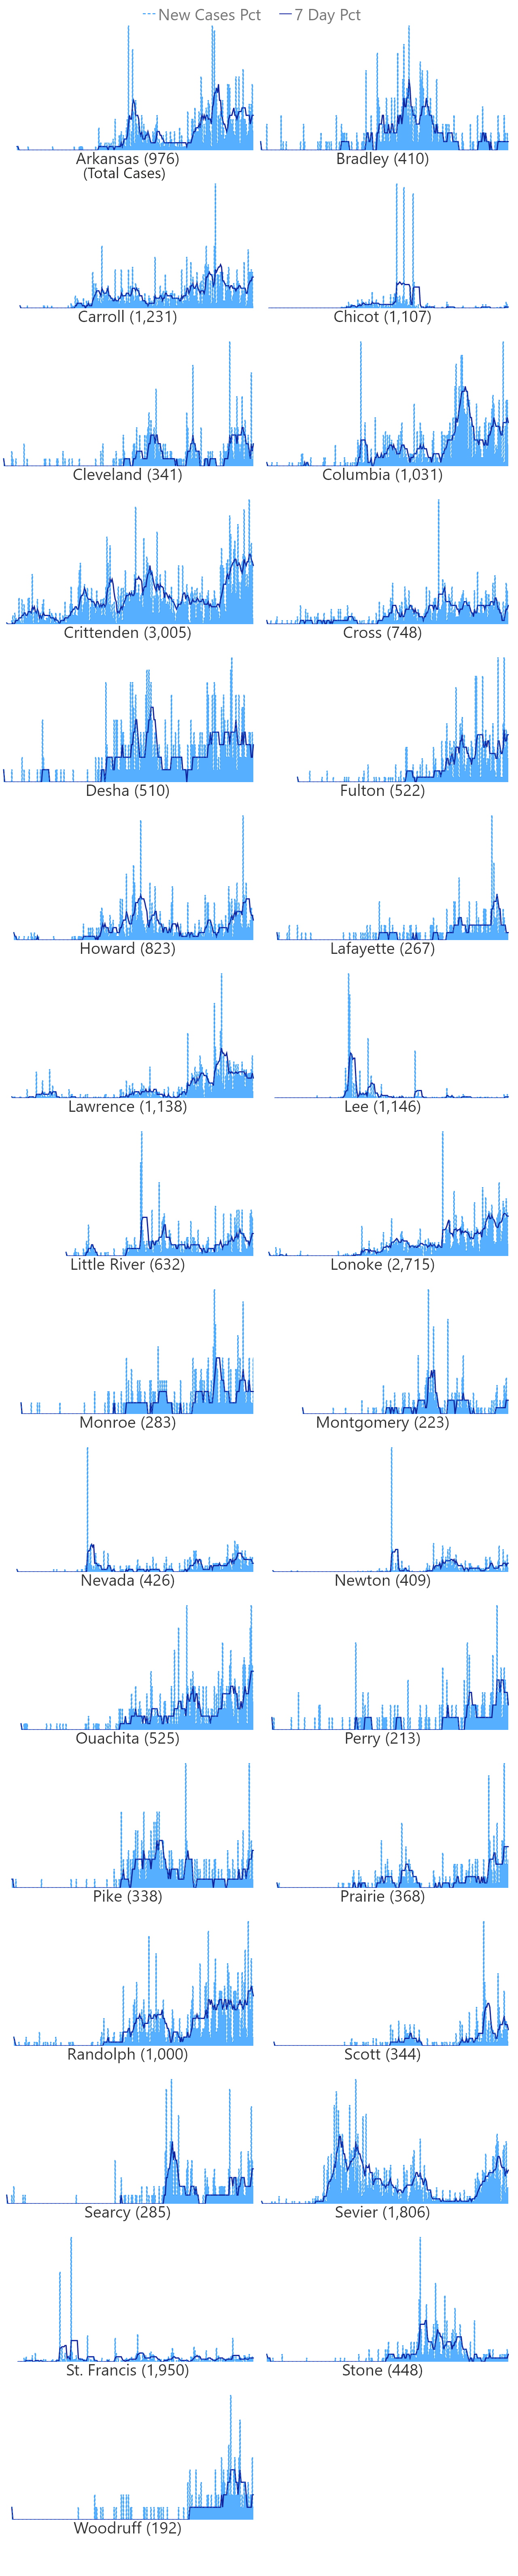 New Cases Pct 7 Day Pct
Arkansas (976) Bradley (410)
(Total Cases)
Carroll (1,231) Chicot (1,107)
Cleveland (341) Columbia (1,031)
Crittenden (3,005) Cross (748)
Desha (510) Fulton (522)
Howard (823) Lafayette (267)
Lawrence (1,138) Lee (1,146)
Little River (632) Lonoke (2,715)
Monroe (283) Montgomery (223)
Nevada (426) Newton (409)
Ouachita (525) Perry (213)
Pike (338) Prairie (368)
Randolph (1,000) Scott (344)
Searcy (285) Sevier (1,806)
St. Francis (1,950) Stone (448)
Woodruff (192)